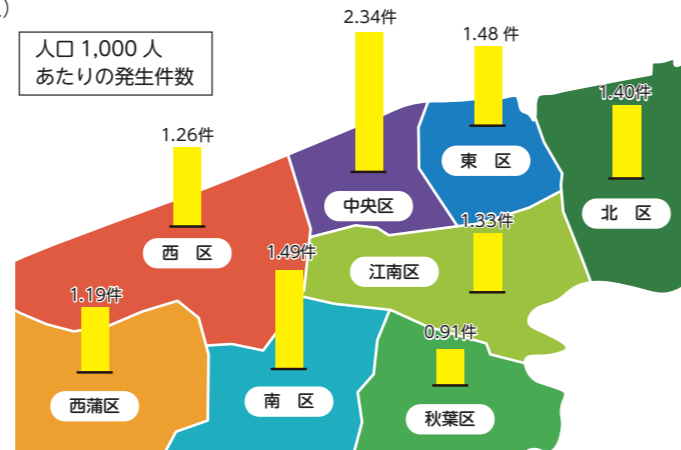 人口 1,000 人
あたりの発生件数
2.34件
1.48 件
1.40件
1.26件
東　区
中央区
北　区
1.33件
西　区
1.49件
江南区
1.19件
0.91件
西蒲区
南　区
秋葉区